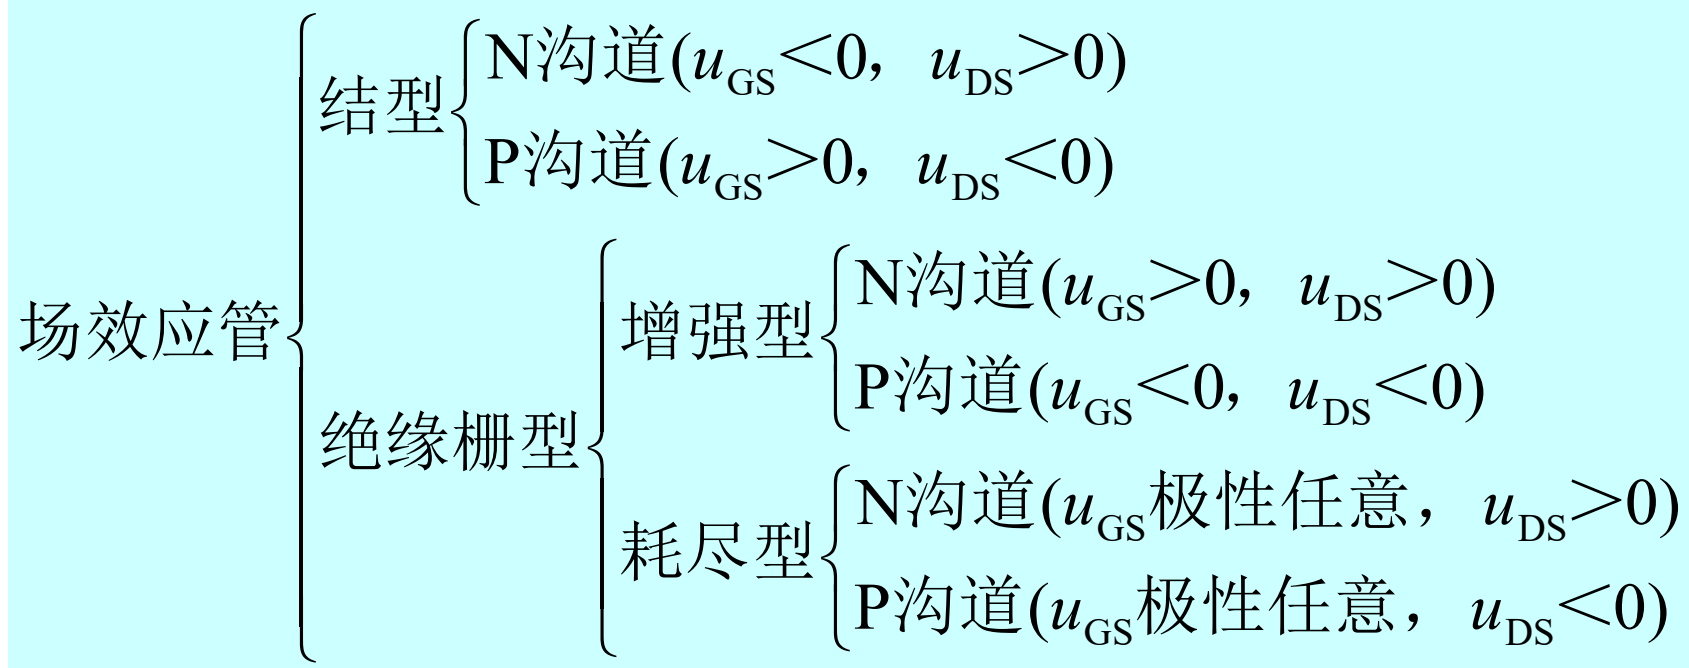 场效应管
结型
N沟道(uGS<0，uDS>0)
P沟道(uGS>0，uDS<0)
绝缘栅型
增强型
N沟道(uGS>0，uDS>0)
P沟道(uGS<0，uDS<0)
耗尽型
N沟道(uGS极性任意，uDS>0)
P沟道(uGS极性任意，uDS<0)